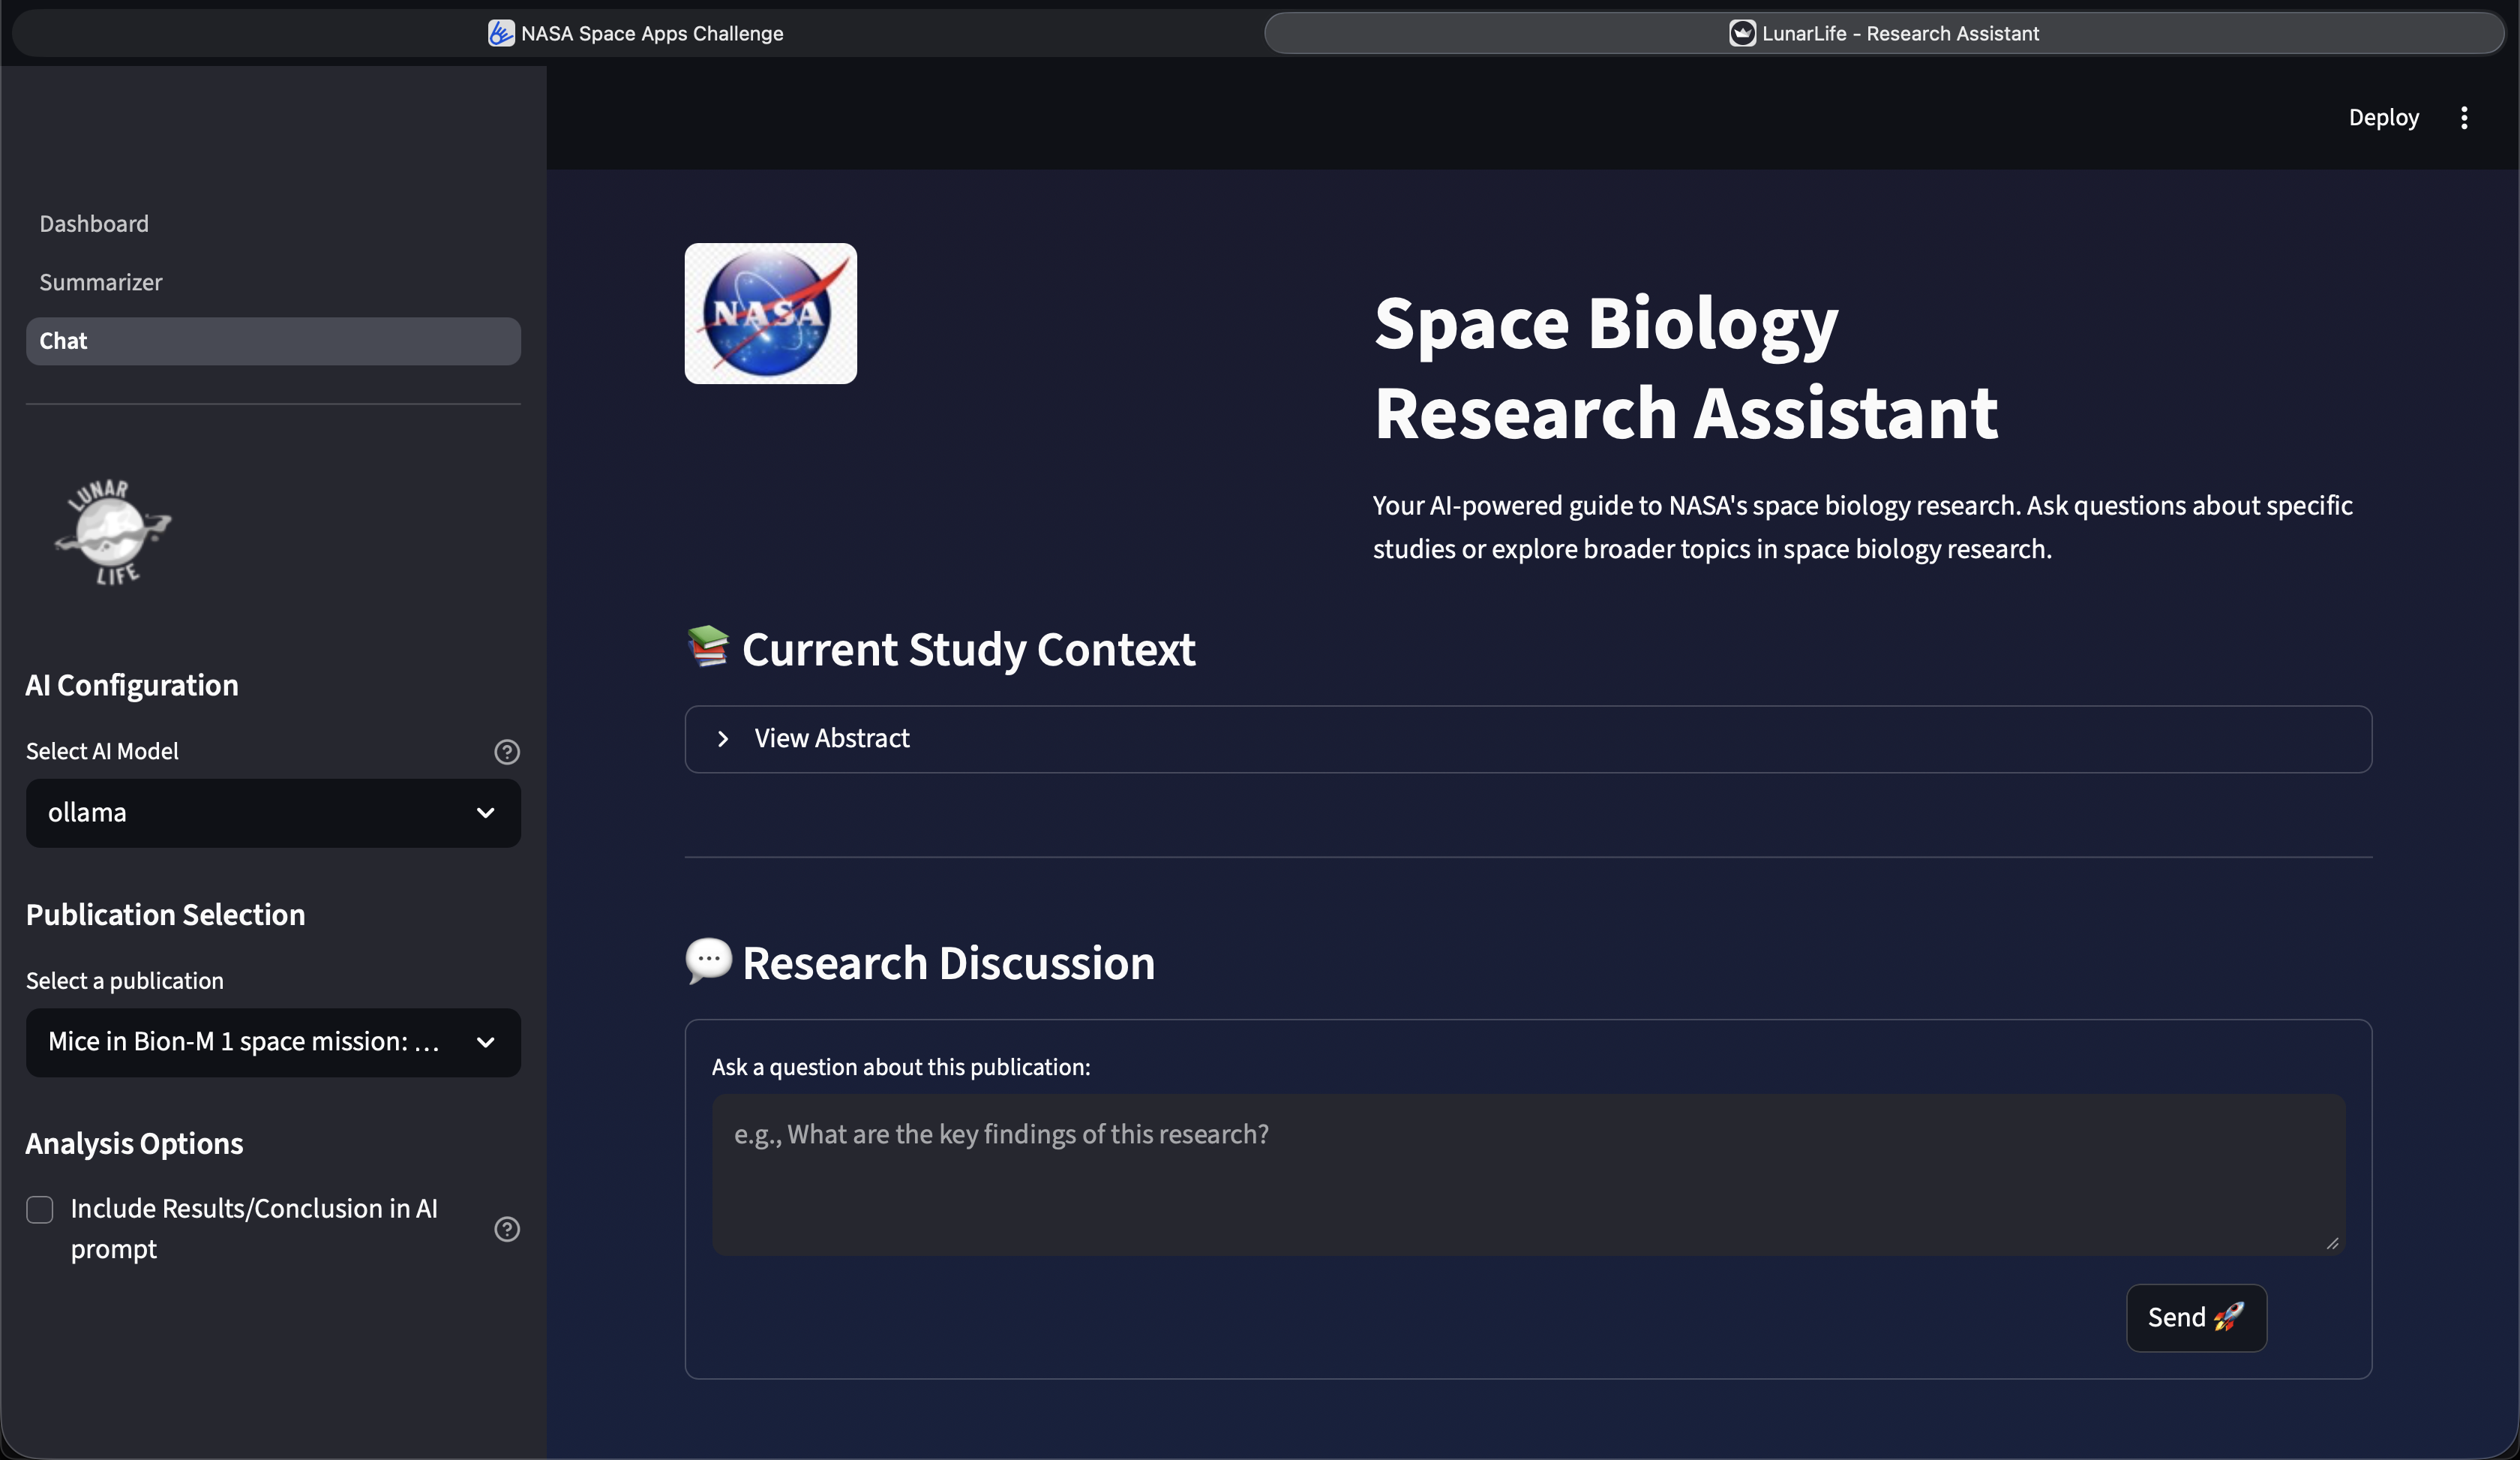 NASA Space Apps Challenge
LunarLife - Research Assistant
Deploy
Dashboard
Summarizer
Chat
LUNAR
LIFE
AI Configuration
Select AI Model
ollama
Publication Selection
Select a publication
Mice in Bion-M 1 space mission: ...
Analysis Options
Include Results/Conclusion in AI
prompt
NASA
Space Biology
Research Assistant
Your AI-powered guide to NASA's space biology research. Ask questions about specific
studies or explore broader topics in space biology research.
📚 Current Study Context
View Abstract
💬 Research Discussion
Ask a question about this publication:
e.g., What are the key findings of this research?
Send 🚀